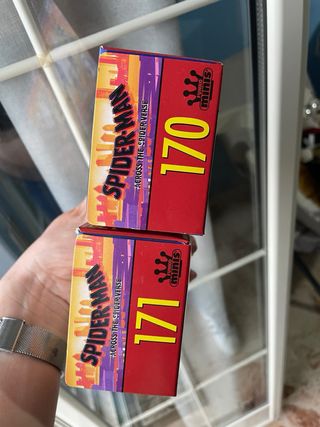 SPIDER-MAN
ACROSS THE SPIDER-VERSE
170
minis
SPIDER-MAN
ACROSS THE SPIDER-VERSE
171
minis